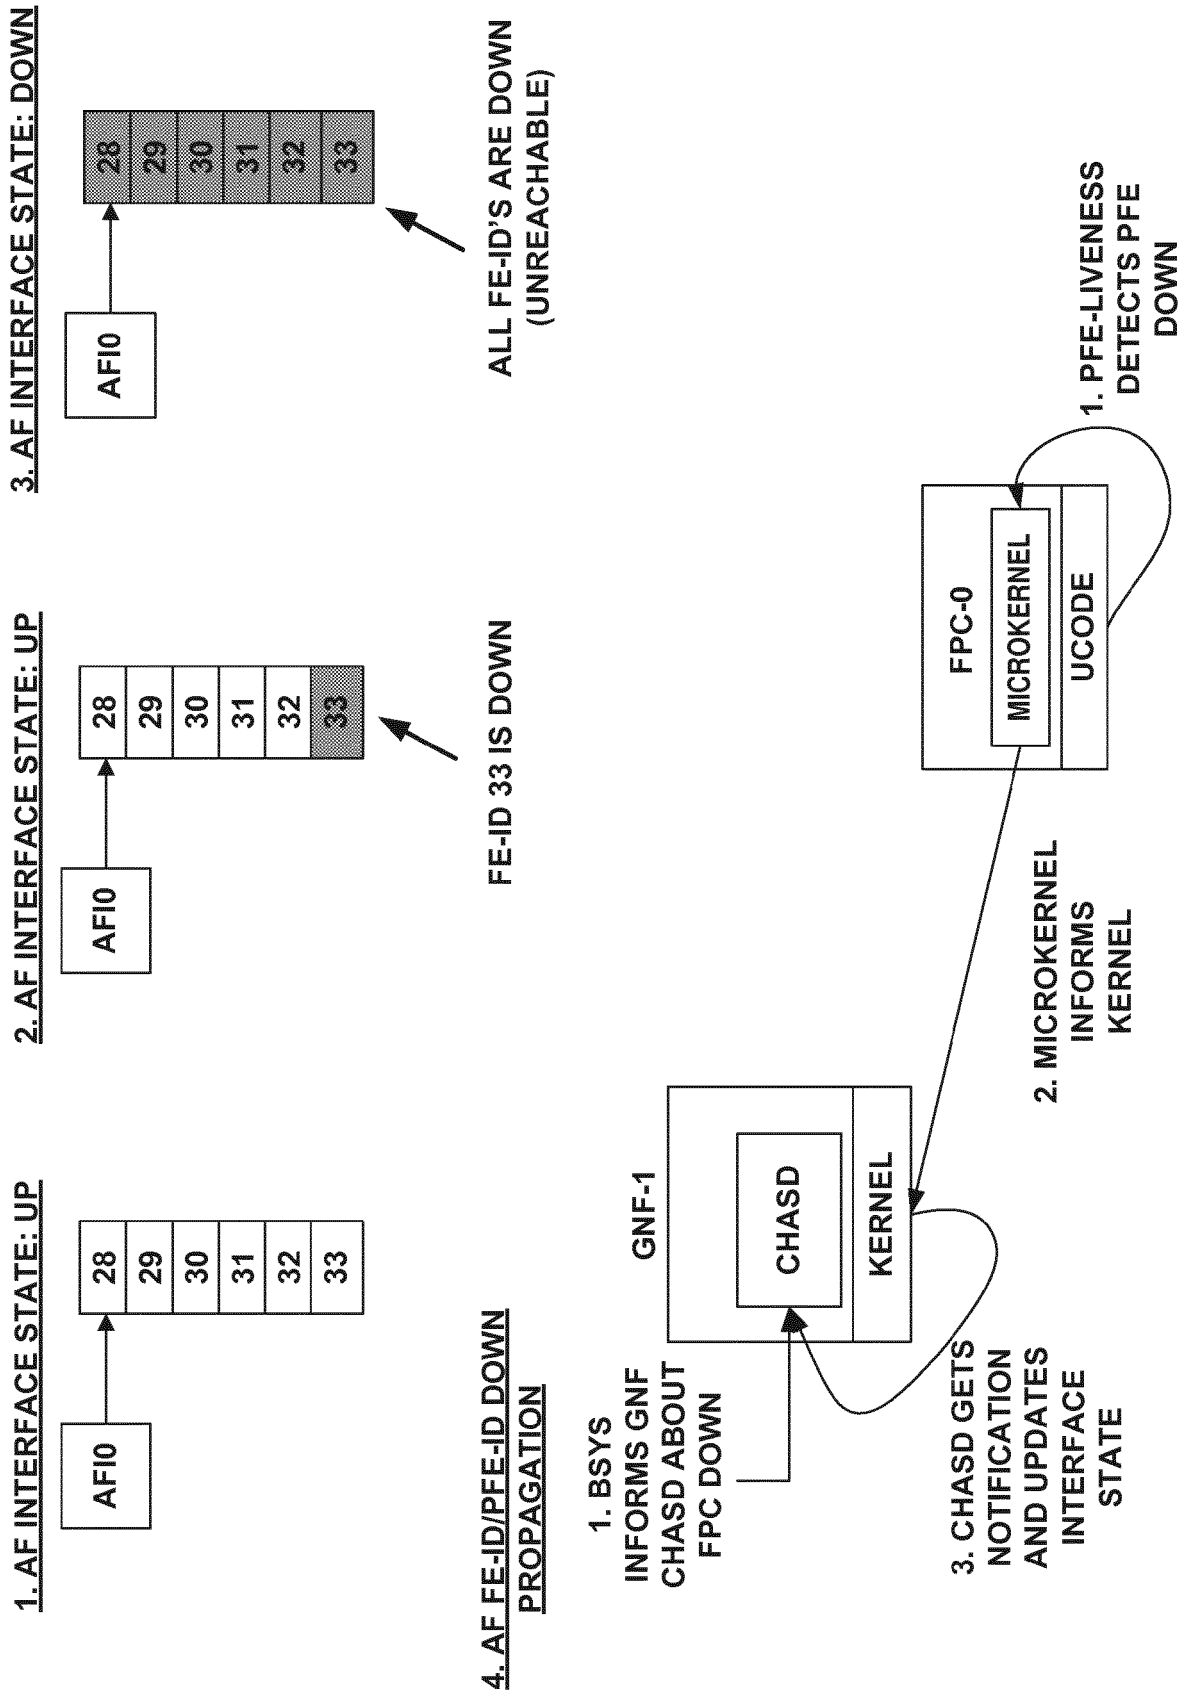 1. AF INTERFACE STATE: UP
AFI0
28
29
30
31
32
33
2. AF INTERFACE STATE: UP
AFI0
28
29
30
31
32
33
FE-ID 33 IS DOWN
3. AF INTERFACE STATE: DOWN
AFI0
28
29
30
31
32
33
ALL FE-ID'S ARE DOWN
(UNREACHABLE)
4. AF FE-ID/PFE-ID DOWN
PROPAGATION
1. BSYS
INFORMS GNF
CHASD ABOUT
FPC DOWN
GNF-1
CHASD
KERNEL
3. CHASD GETS
NOTIFICATION
AND UPDATES
INTERFACE
STATE
2. MICROKERNEL
INFORMS
KERNEL
FPC-0
MICROKERNEL
UCODE
1. PFE-LIVENESS
DETECTS PFE
DOWN